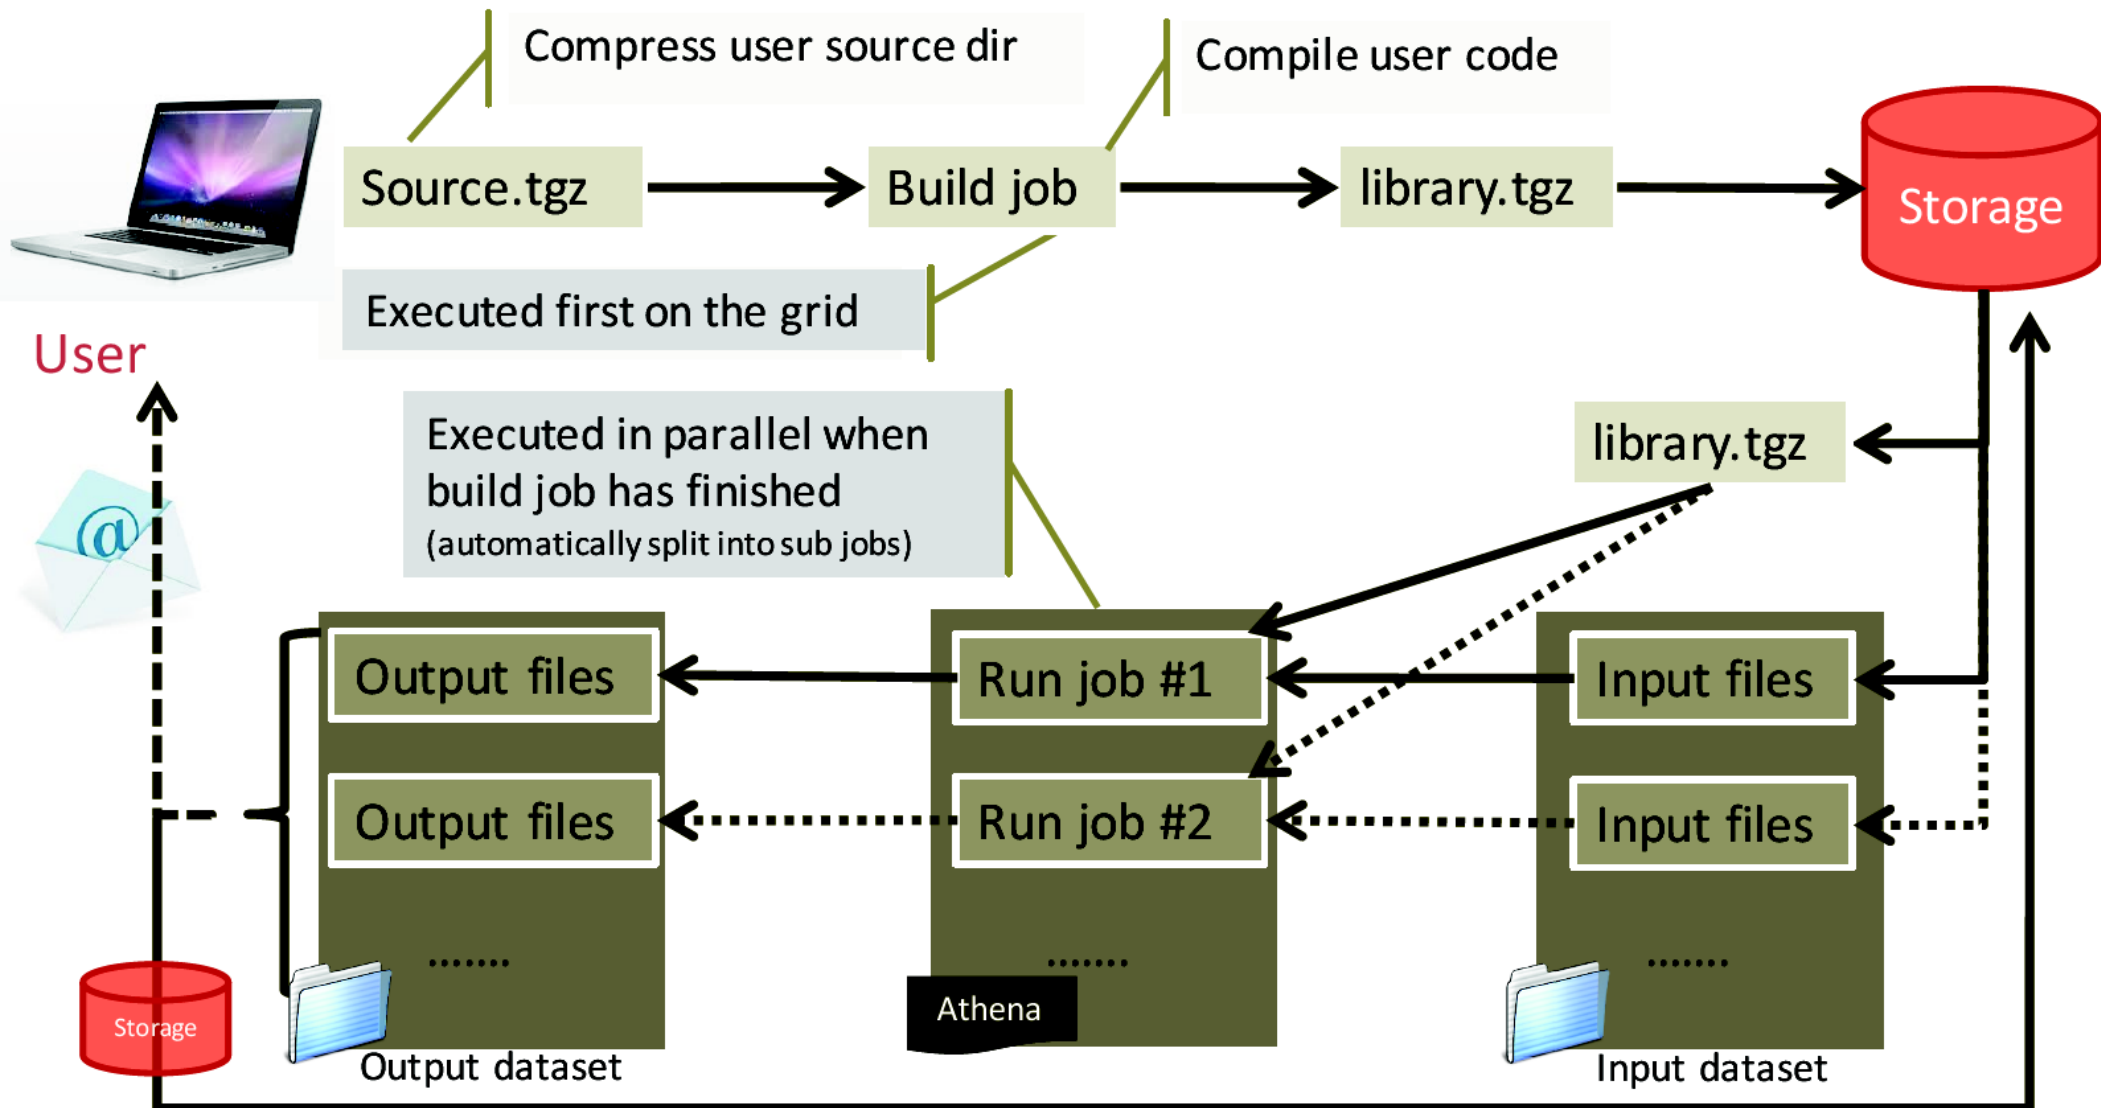 Compress user source dir
Compile user code
Source.tgz
Build job
library.tgz
Storage
Executed first on the grid
User
Executed in parallel when
build job has finished
(automatically split into sub jobs)
library.tgz
@
Output files
Run job #1
Input files
Output files
Run job #2
Input files
.......
.......
.......
Storage
Athena
Output dataset
Input dataset